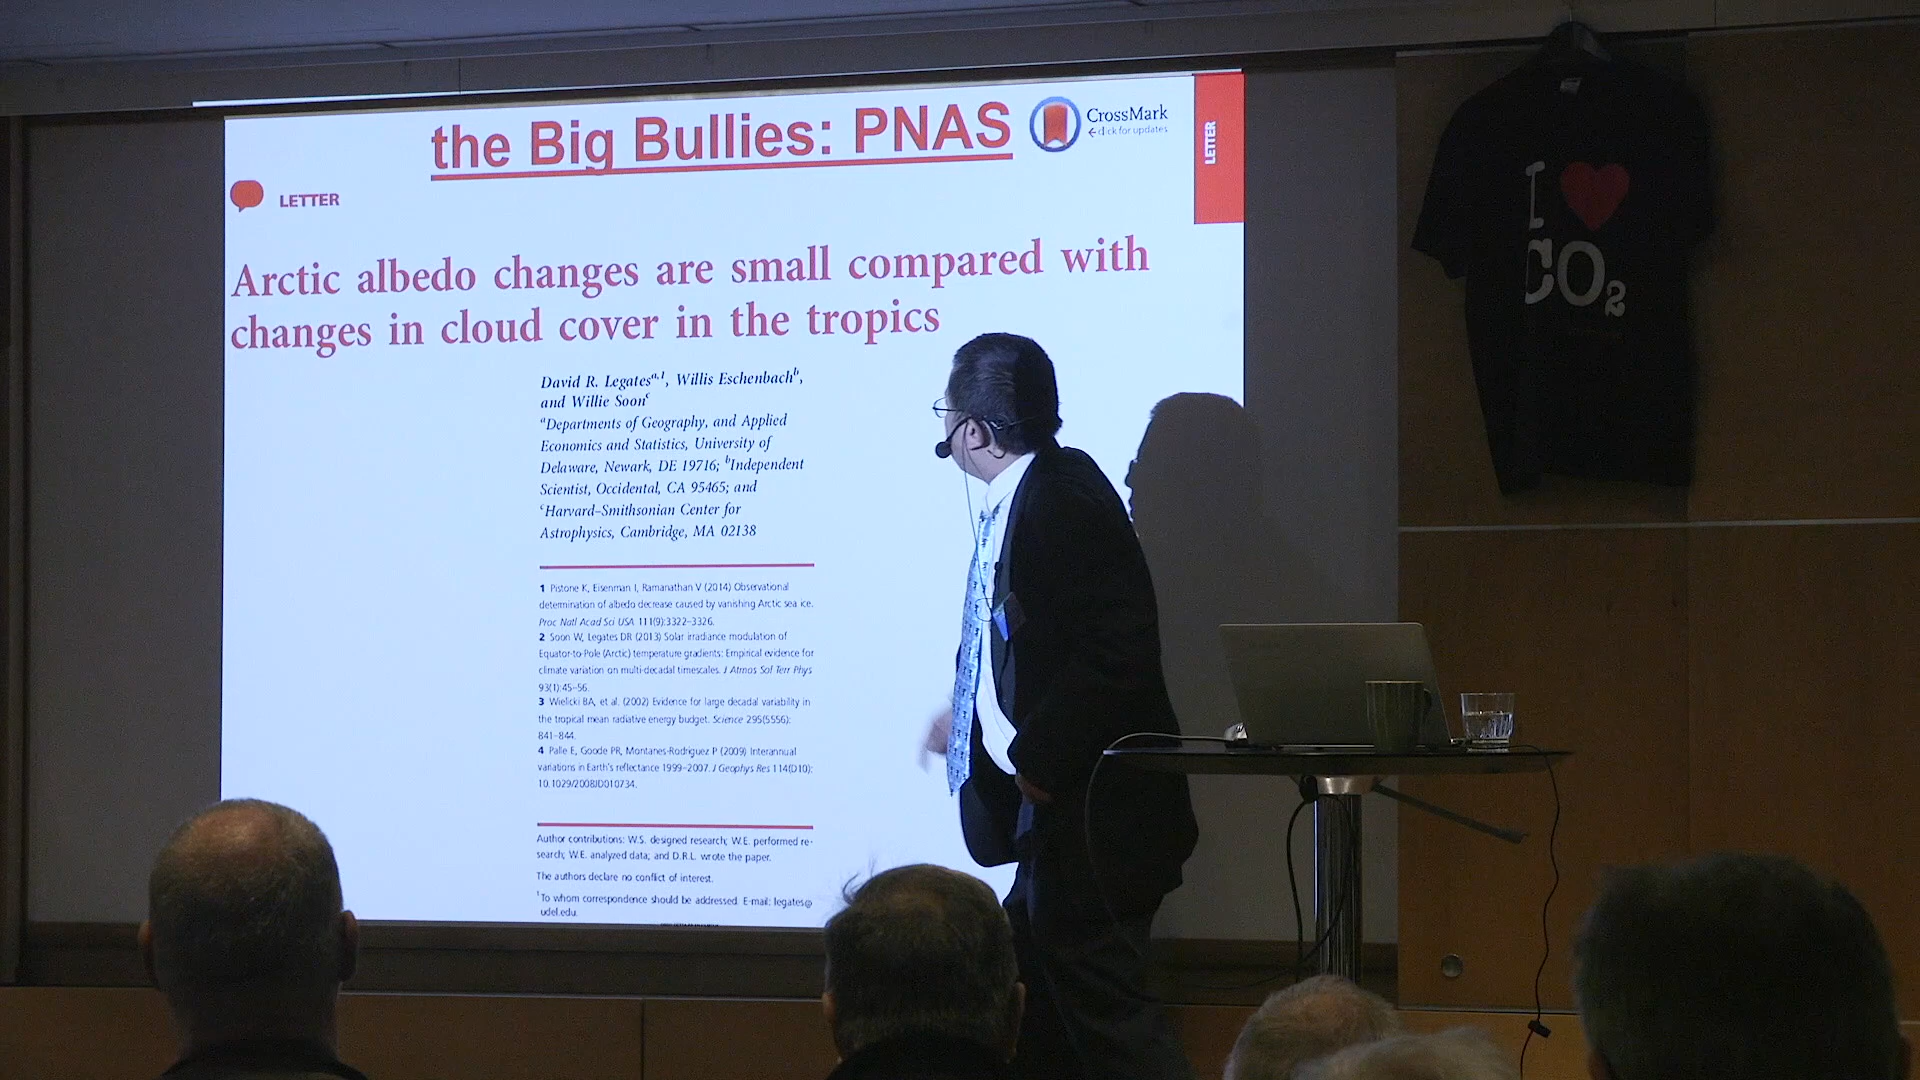 the Big Bullies: PNAS
CrossMark
click for updates
LETTER
LETTER
Arctic albedo changes are small compared with
changes in cloud cover in the tropics
David R. Legatesa,1, Willis Eschenbachb,
and Willie Soonc
aDepartments of Geography, and Applied
Economics and Statistics, University of
Delaware, Newark, DE 19716; bIndependent
Scientist, Occidental, CA 95465; and
cHarvard–Smithsonian Center for
Astrophysics, Cambridge, MA 02138
1 Pistone K, Eisenman I, Ramanathan V (2014) Observational
determination of albedo decrease caused by vanishing Arctic sea ice.
Proc Natl Acad Sci USA 111(9):3322–3326.
2 Soon W, Legates DR (2013) Solar irradiance modulation of
Equator-to-Pole (Arctic) temperature gradients: Empirical evidence for
climate variation on multi-decadal timescales. J Atmos Sol Terr Phys
93(1):45–56.
3 Wielicki BA, et al. (2002) Evidence for large decadal variability in
the tropical mean radiative energy budget. Science 295(5556):
841–844.
4 Palle E, Goode PR, Montanes-Rodriguez P (2009) Interannual
variations in Earth's reflectance 1999–2007. J Geophys Res 114(D10):
10.1029/2008JD010734.
Author contributions: W.S. designed research; W.E. performed re-
search; W.E. analyzed data; and D.R.L. wrote the paper.
The authors declare no conflict of interest.
1To whom correspondence should be addressed. E-mail: legates@
udel.edu.
I ♥
CO2